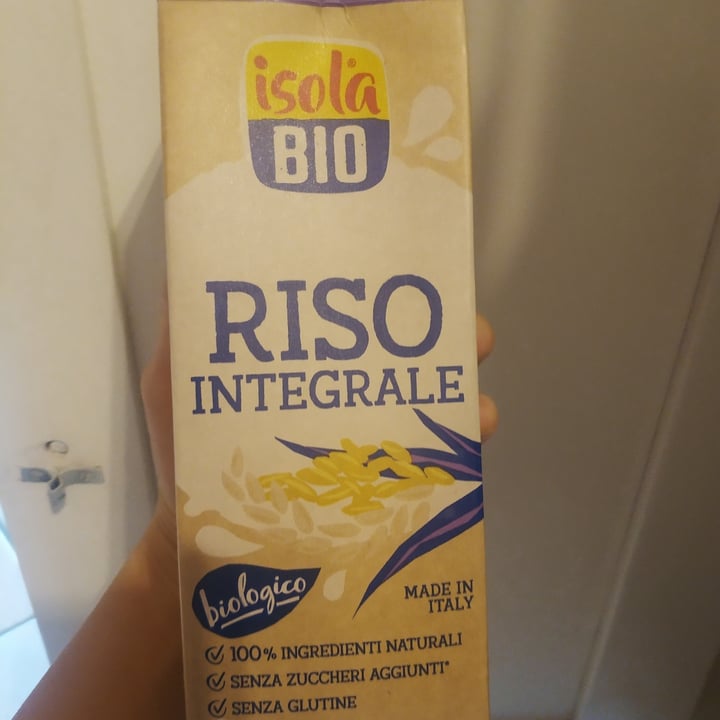 isola
BIO
RISO
INTEGRALE
biologico
MADE IN
ITALY
100% INGREDIENTI NATURALI
SENZA ZUCCHERI AGGIUNTI*
SENZA GLUTINE